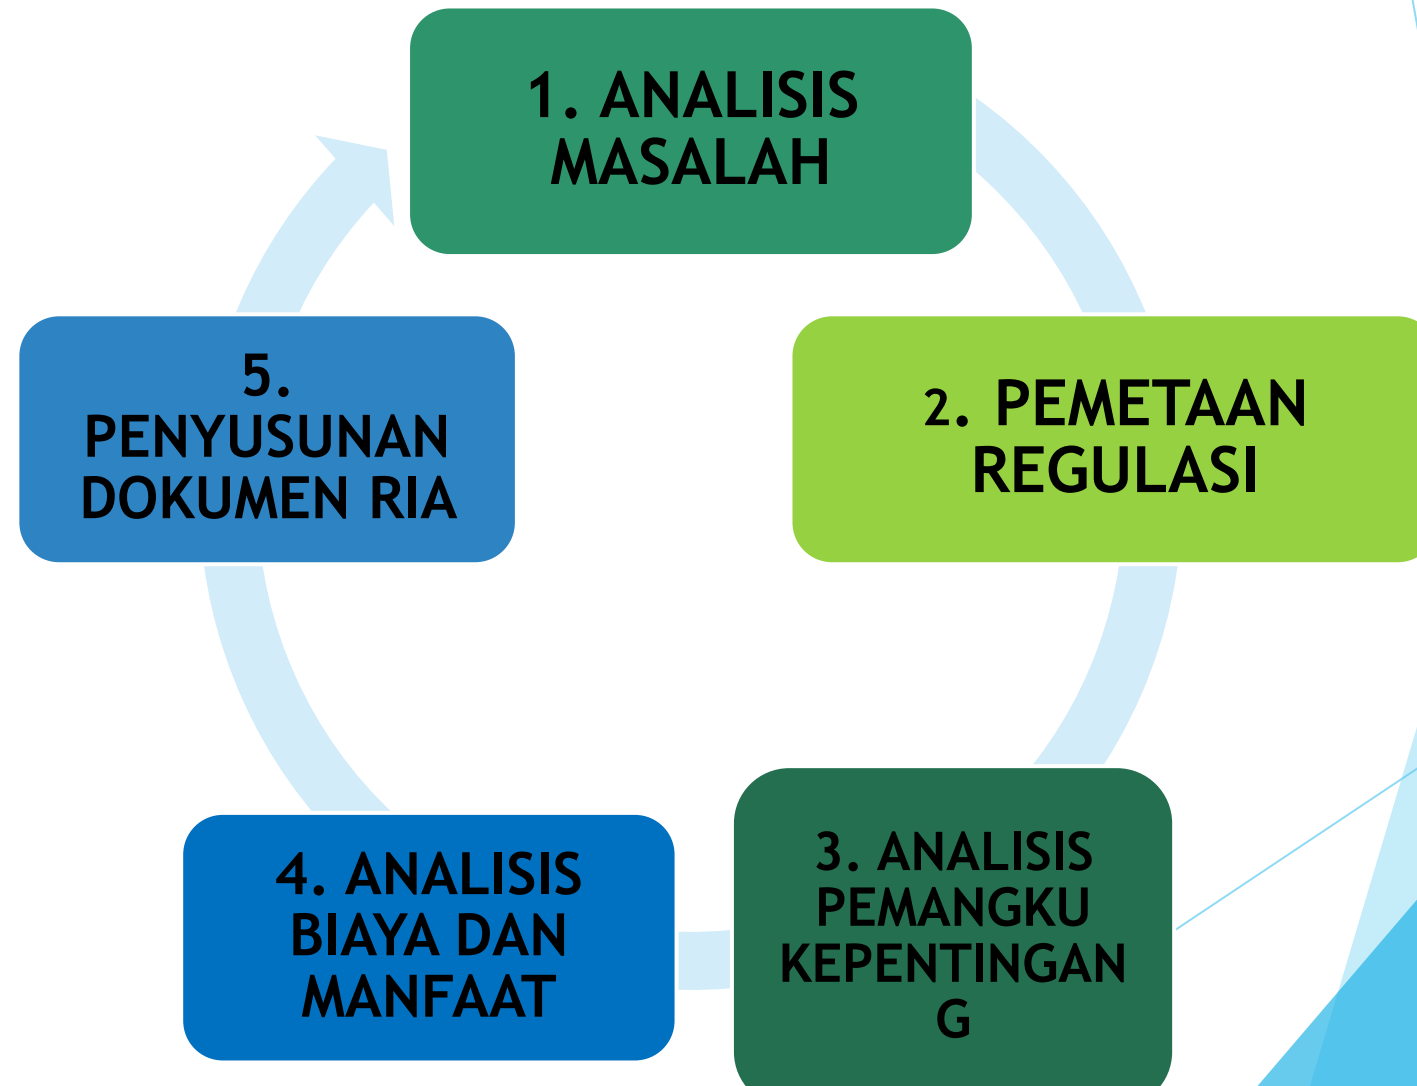 1. ANALISIS
MASALAH
2. PEMETAAN
REGULASI
3. ANALISIS
PEMANGKU
KEPENTINGAN
G
4. ANALISIS
BIAYA DAN
MANFAAT
5.
PENYUSUNAN
DOKUMEN RIA